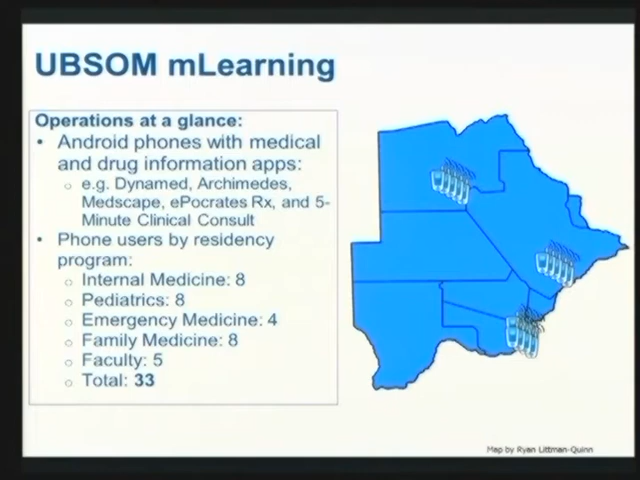 UBSOM mLearning
Operations at a glance:
• Android phones with medical
and drug information apps:
o e.g. Dynamed, Archimedes,
Medscape, ePocrates Rx, and 5-
Minute Clinical Consult
• Phone users by residency
program:
o Internal Medicine: 8
o Pediatrics: 8
o Emergency Medicine: 4
o Family Medicine: 8
o Faculty: 5
o Total: 33
Map by Ryan Littman-Quinn